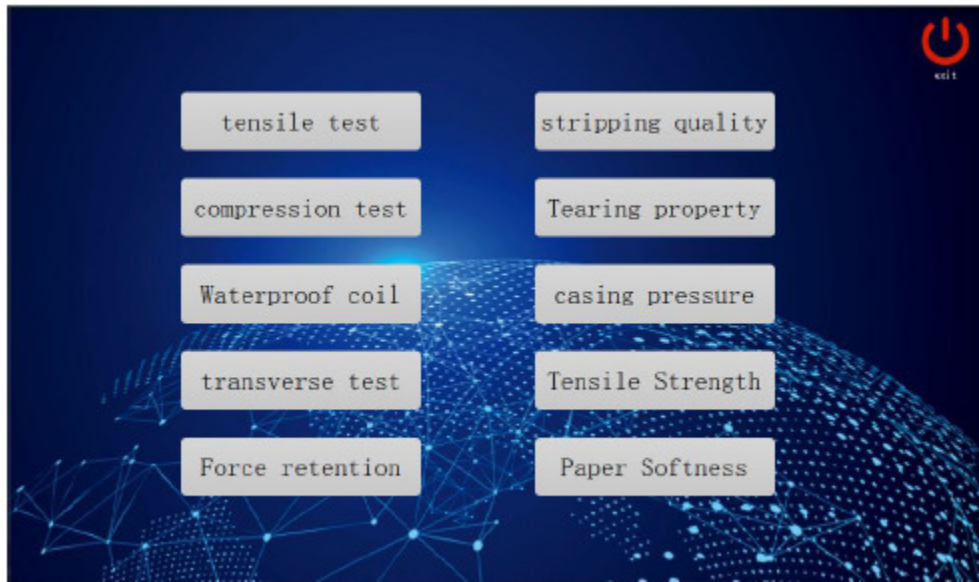 exit
tensile test
stripping quality
compression test
Tearing property
Waterproof coil
casing pressure
transverse test
Tensile Strength
Force retention
Paper Softness